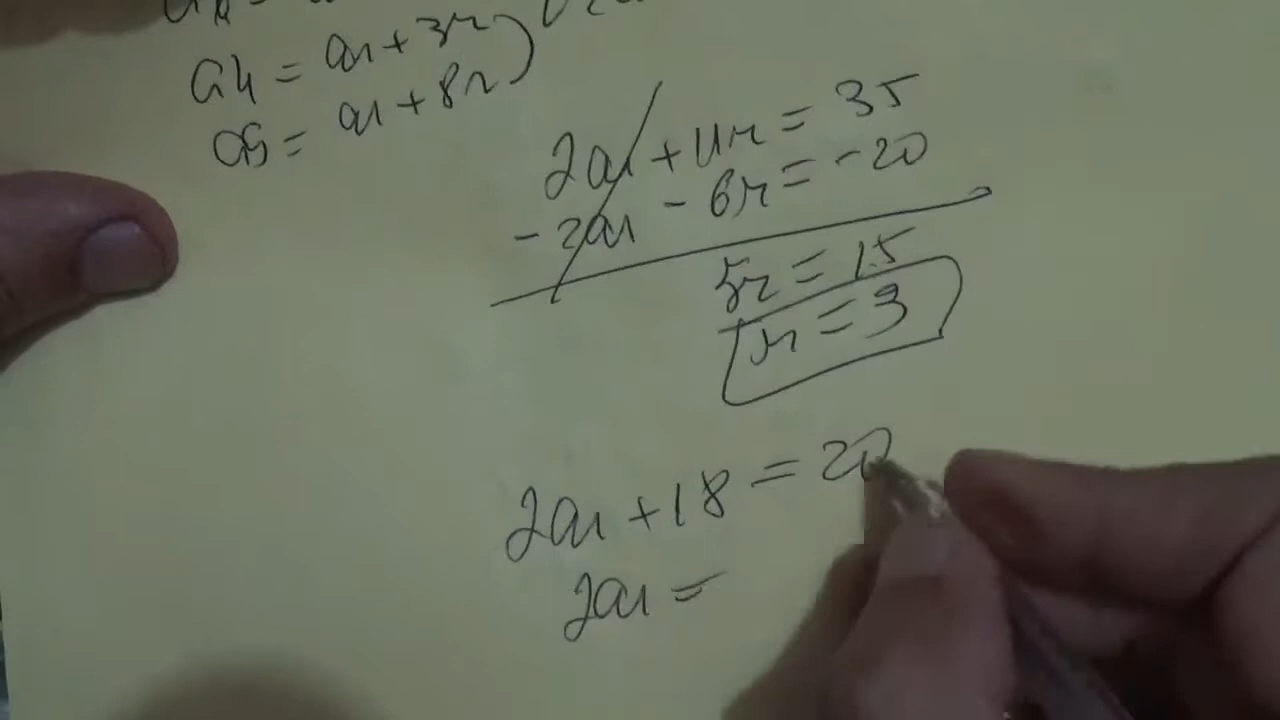 a4 = a1 + 3r)
a9 = a1 + 8r)
2a1 + 11r = 35
- 2a1 - 6r = -20
5r = 15
r = 3
2a1 + 18 = 20
2a1 =